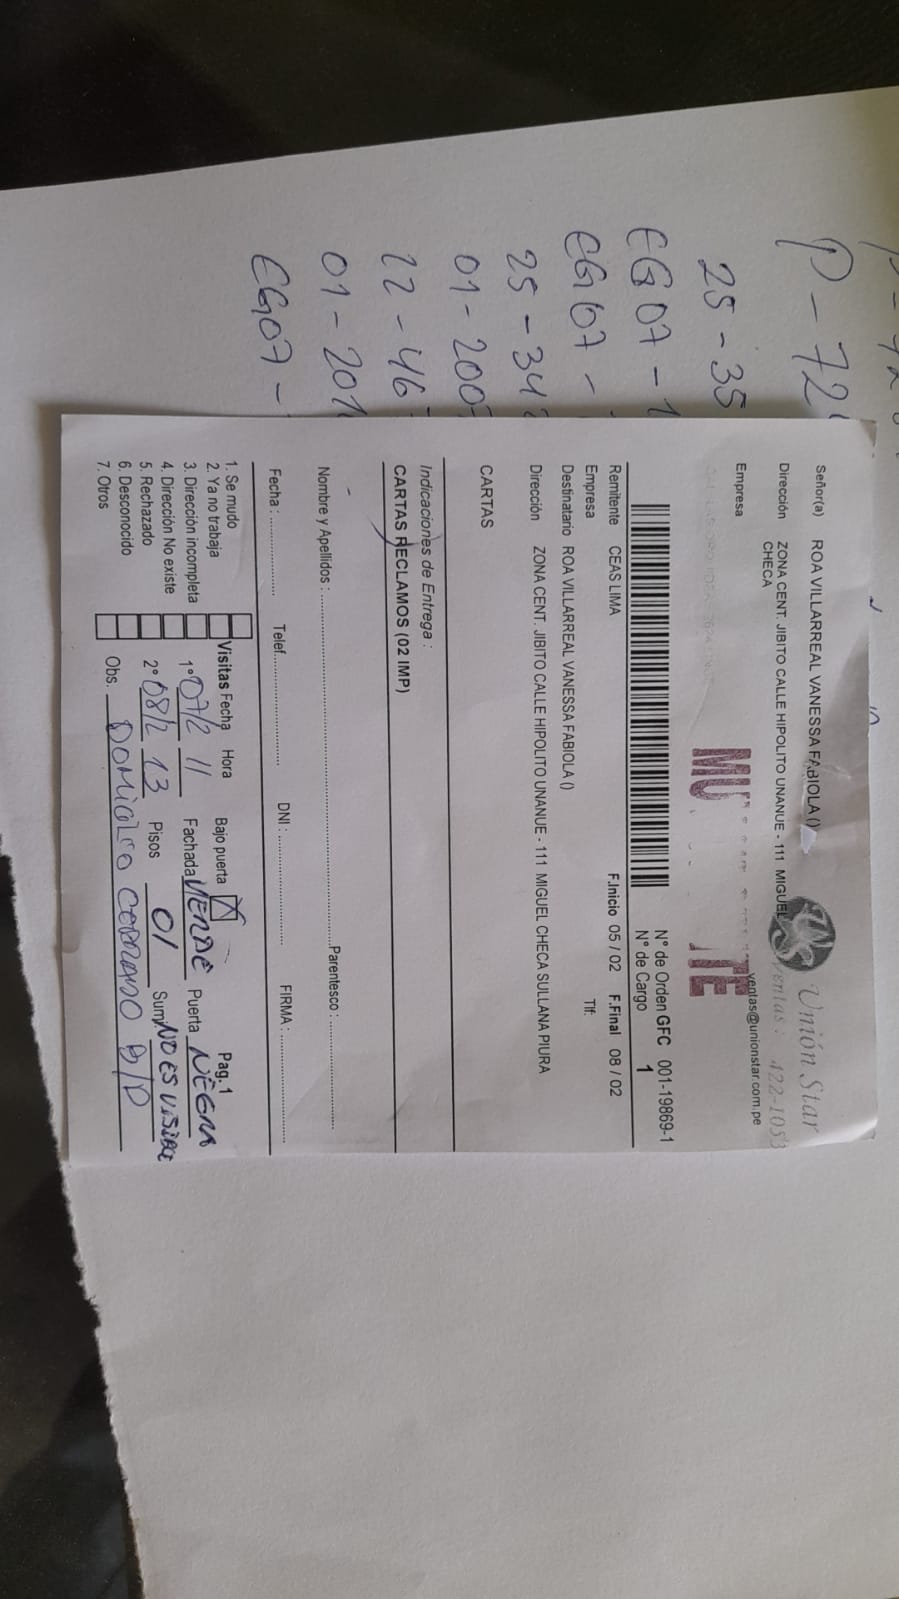 P - 72
25 - 35
EG07 - 1
EG07 -
25 - 34
01 - 200
22 - 46
01 - 201
EG07 -
Señor(a) ROA VILLARREAL VANESSA FABIOLA ()
Dirección ZONA CENT. JIBITO CALLE HIPOLITO UNANUE - 111 MIGUEL
CHECA
Empresa
Unión Star
Ventas: 422-1053
ventas@unionstar.com.pe
MU TE
N° de Orden GFC 001-19869-1
N° de Cargo 1
Remitente CEAS LIMA F.Inicio 05 / 02 F.Final 08 / 02
Empresa Tlf:
Destinatario ROA VILLARREAL VANESSA FABIOLA ()
Dirección ZONA CENT. JIBITO CALLE HIPOLITO UNANUE - 111 MIGUEL CHECA SULLANA PIURA
CARTAS
Indicaciones de Entrega :
CARTAS RECLAMOS (02 IMP)
Nombre y Apellidos : Parentesco :
Fecha : Telef. DNI : FIRMA :
1. Se mudo
2. Ya no trabaja
3. Dirección incompleta
4. Dirección No existe
5. Rechazado
6. Desconocido
7. Otros
Visitas Fecha Hora Bajo puerta X Pag. 1
1° 07/2 11 Fachada VERDE Puerta NEGRA
2° 08/2 13 Pisos 01 Sum. NO ES VISIBLE
Obs. DOMICILIO CERRADO B/P